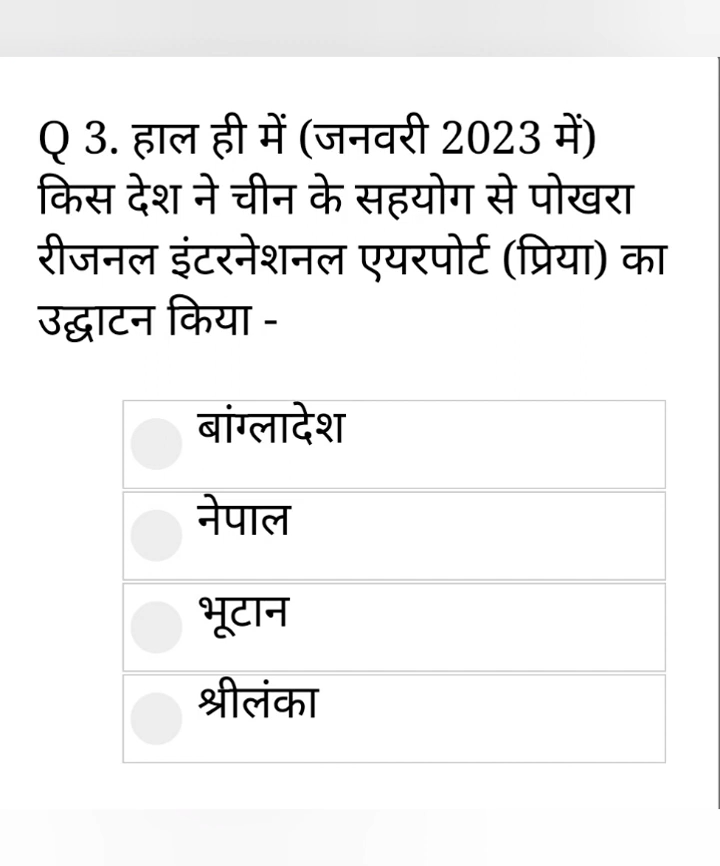 Q 3. हाल ही में (जनवरी 2023 में)
किस देश ने चीन के सहयोग से पोखरा
रीजनल इंटरनेशनल एयरपोर्ट (प्रिया) का
उद्घाटन किया -
बांग्लादेश
नेपाल
भूटान
श्रीलंका